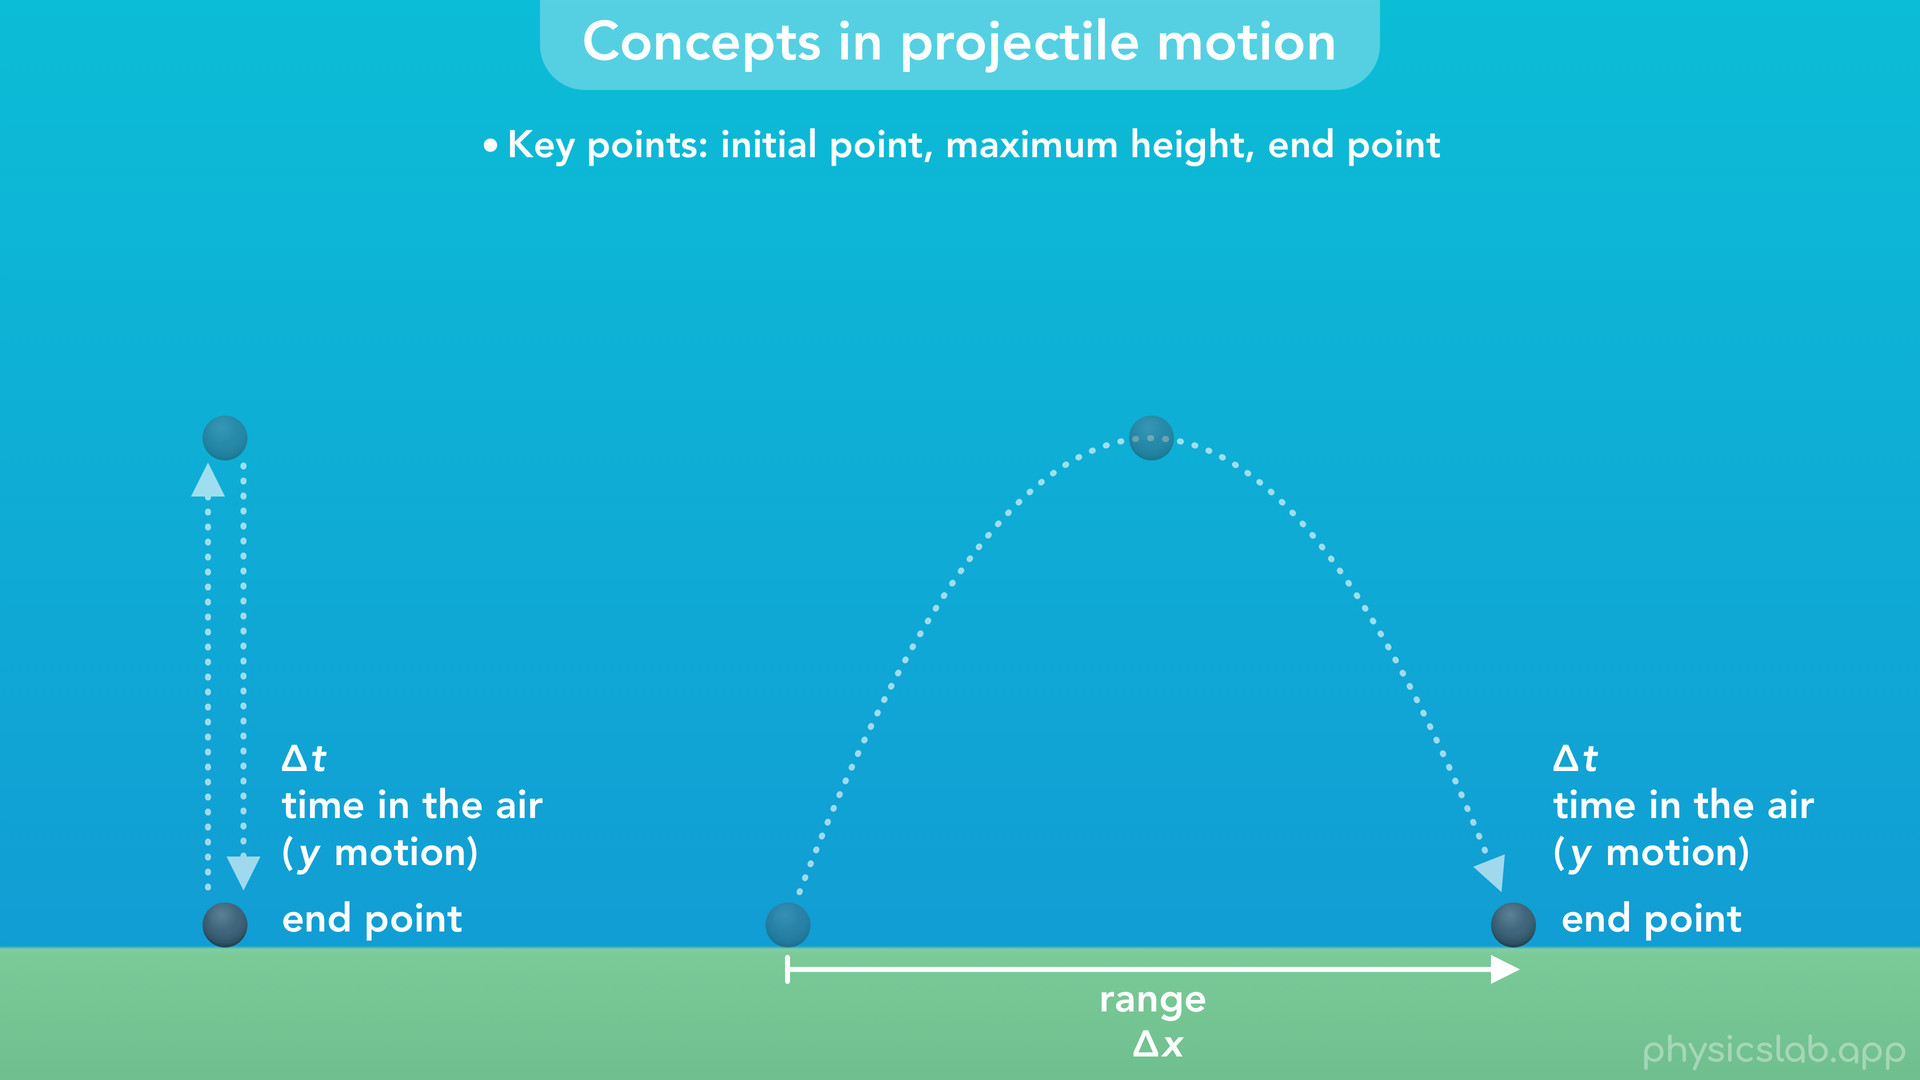 Concepts in projectile motion
• Key points: initial point, maximum height, end point
Δt
time in the air
(y motion)
end point
Δt
time in the air
(y motion)
end point
range
Δx
physicslab.app